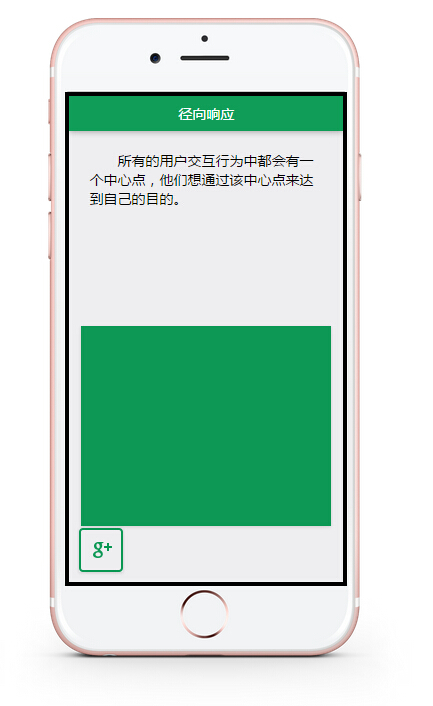 径向响应
所有的用户交互行为中都会有一
个中心点，他们想通过该中心点来达
到自己的目的。
g+